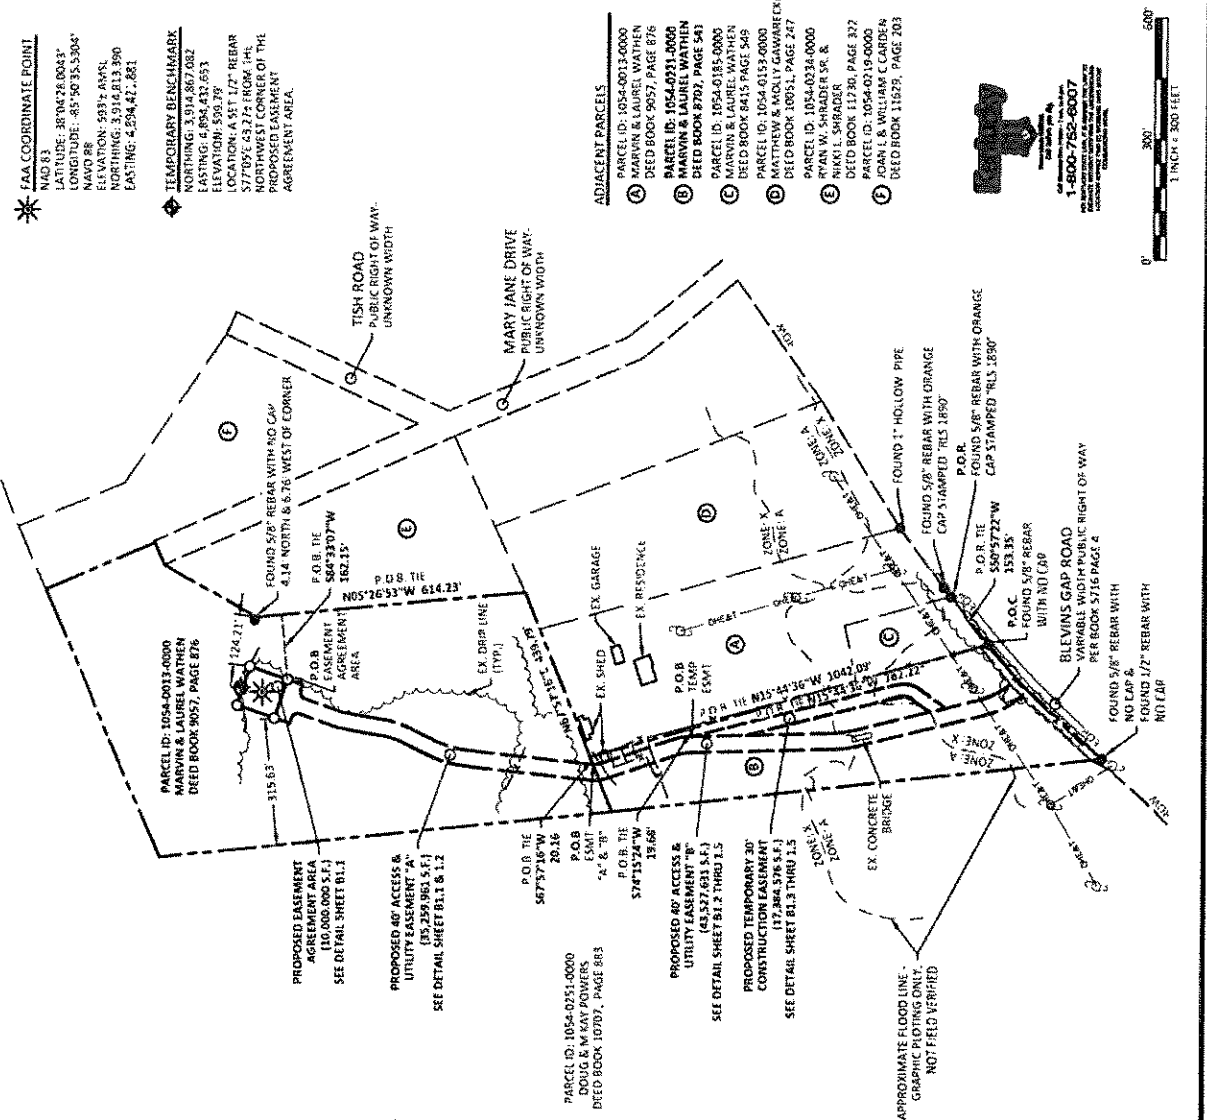 FAA COORDINATE POINT
NAD 83
LATITUDE: 38°04'28.0043"
LONGITUDE: -85°50'35.5304"
NAVD 88
ELEVATION: 593'± AMSL
NORTHING: 3,914,813.390
TEMPORARY BENCHMARK
NORTHING: 3,914,867.082
EASTING: 4,894,432.653
ELEVATION: 599.79'
LOCATION: A SET 1/2" REBAR
S77°05'E 43.27± FROM THE
NORTHWEST CORNER OF THE
PROPOSED EASEMENT
AGREEMENT AREA.
TISH ROAD
PUBLIC RIGHT OF WAY-
UNKNOWN WIDTH
MARY JANE DRIVE
PUBLIC RIGHT OF WAY-
UNKNOWN WIDTH
ADJACENT PARCELS
A
PARCEL ID: 1054-0013-0000
MARVIN & LAUREL WATHEN
DEED BOOK 9057, PAGE 876
B
PARCEL ID: 1054-0221-0000
MARVIN & LAUREL WATHEN
DEED BOOK 8702, PAGE 543
C
PARCEL ID: 1054-0185-0000
MARVIN & LAUREL WATHEN
DEED BOOK 8415 PAGE 549
D
PARCEL ID: 1054-0153-0000
MATTHEW & MOLLY GAWARECKI
DEED BOOK 10051, PAGE 247
E
PARCEL ID: 1054-0234-0000
RYAN W. SHRADER SR. &
NIKKI L. SHRADER
DEED BOOK 11230, PAGE 327
F
PARCEL ID: 1054-0219-0000
JOAN L & WILLIAM C CARDEN
DEED BOOK 11629, PAGE 203
1-800-752-6007
0'
300'
600'
1 INCH = 300 FEET
FOUND 5/8" REBAR WITH NO CAP
4.14' NORTH & 6.76' WEST OF CORNER
P.O.B. TIE
S84°33'07"W
162.15'
P.O.B. TIE
N05°26'53"W 614.23'
124.21'
P.O.B
EASEMENT
AGREEMENT
AREA
PARCEL ID: 1054-0013-0000
MARVIN & LAUREL WATHEN
DEED BOOK 9057, PAGE 876
315.63'
EX. DRIP LINE
(TYP.)
EX. GARAGE
EX. RESIDENCE
EX. SHED
P.O.B
TEMP
ESMT
P.O.B. TIE N15°44'36"W 1042.09'
F
E
D
A
C
B
ZONE: X
ZONE: A
ZONE: A
ZONE: X
OHE&T
R/O/W
FOUND 1" HOLLOW PIPE
FOUND 5/8" REBAR WITH ORANGE
CAP STAMPED "RLS 1890"
P.O.R.
FOUND 5/8" REBAR WITH ORANGE
CAP STAMPED "RLS 1890"
P.O.R. TIE
S50°57'22"W
153.35'
P.O.C.
FOUND 5/8" REBAR
WITH NO CAP
BLEVINS GAP ROAD
VARIABLE WIDTH PUBLIC RIGHT OF WAY
PER BOOK 5716 PAGE 4
FOUND 5/8" REBAR WITH
NO CAP &
FOUND 1/2" REBAR WITH
NO CAP
PROPOSED EASEMENT
AGREEMENT AREA
(10,000.000 S.F.)
SEE DETAIL SHEET B1.1
PROPOSED 40' ACCESS &
UTILITY EASEMENT "A"
(35,259.961 S.F.)
SEE DETAIL SHEET B1.1 & 1.2
P.O.B TIE
S67°57'16"W
20.16
P.O.B
ESMT
"A" & "B"
P.O.B. TIE
S74°15'24"W
19.68'
PARCEL ID: 1054-0251-0000
DOUG & M KAY POWERS
DEED BOOK 10707, PAGE 883
PROPOSED 40' ACCESS &
UTILITY EASEMENT "B"
(43,527.631 S.F.)
SEE DETAIL SHEET B1.2 THRU 1.5
PROPOSED TEMPORARY 30'
CONSTRUCTION EASEMENT
(17,384.576 S.F.)
SEE DETAIL SHEET B1.3 THRU 1.5
EX. CONCRETE
BRIDGE
ZONE: X
ZONE: A
APPROXIMATE FLOOD LINE -
GRAPHIC PLOTING ONLY,
NOT FIELD VERIFIED